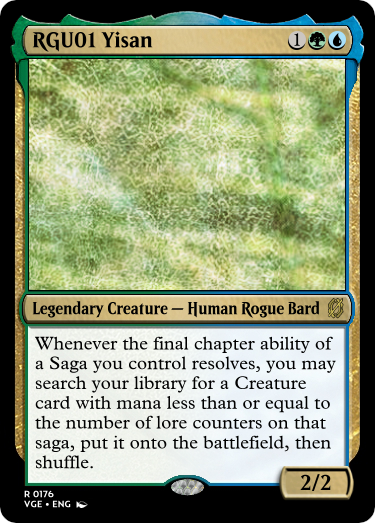 RGU01 Yisan 1
Legendary Creature — Human Rogue Bard
Whenever the final chapter ability of
a Saga you control resolves, you may
search your library for a Creature
card with mana less than or equal to
the number of lore counters on that
saga, put it onto the battlefield, then
shuffle.
2/2
R 0176
VGE • ENG